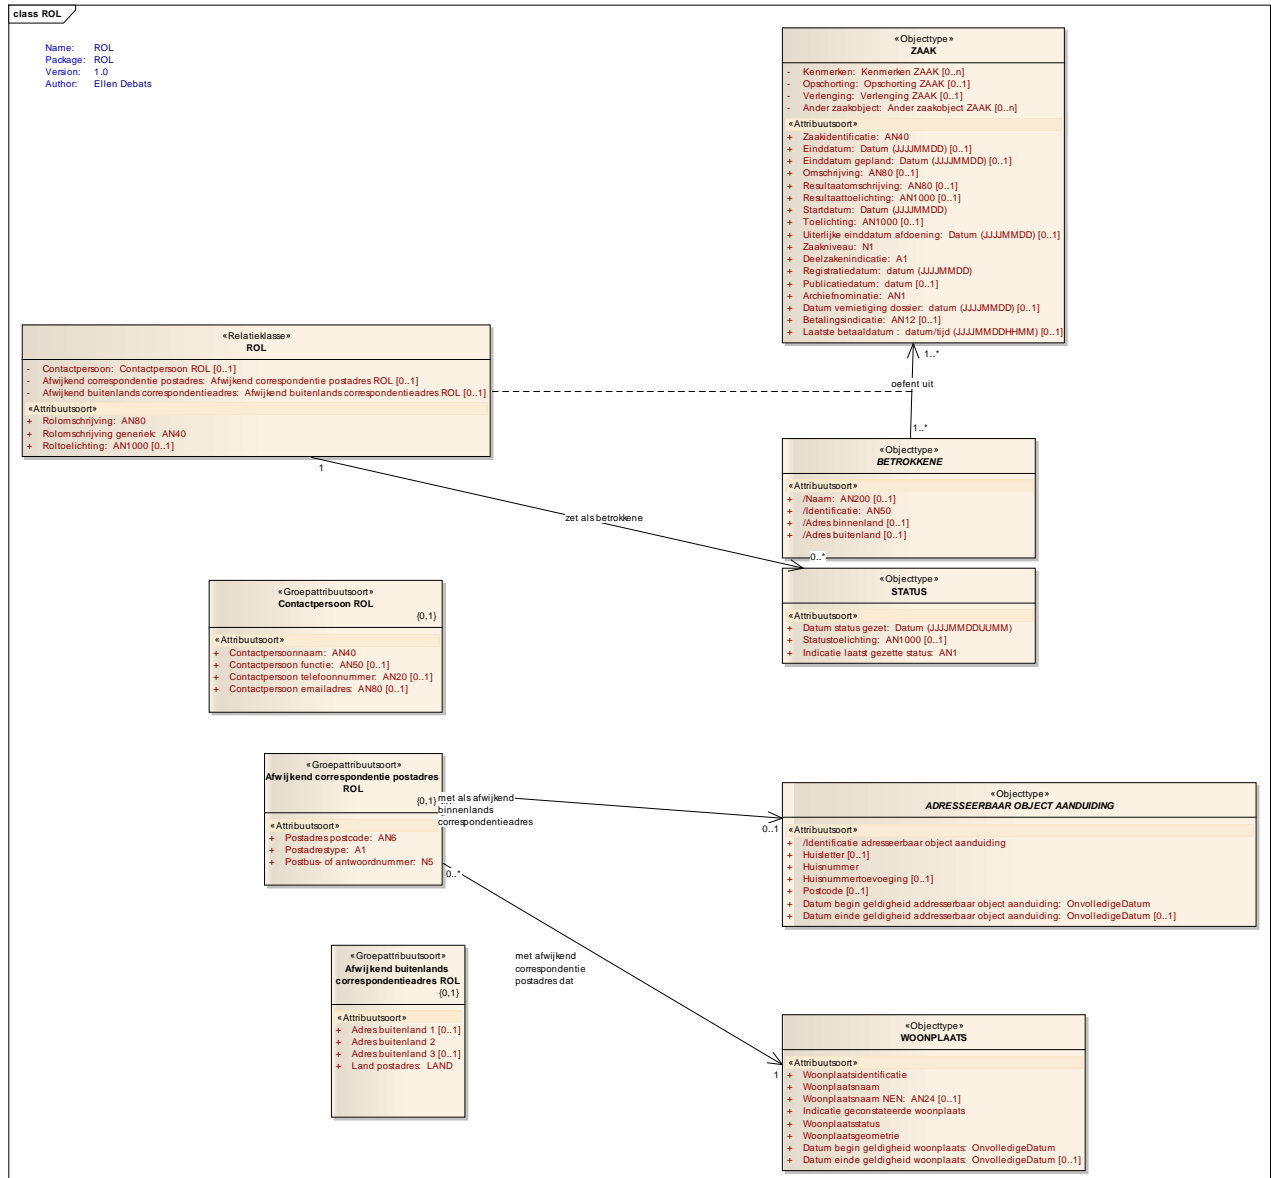 class ROL
Name: ROL
Package: ROL
Version: 1.0
Author: Ellen Debats
«Objecttype»
ZAAK
- Kenmerken: Kenmerken ZAAK [0..n]
- Opschorting: Opschorting ZAAK [0..1]
- Verlenging: Verlenging ZAAK [0..1]
- Ander zaakobject: Ander zaakobject ZAAK [0..n]
«Attribuutsoort»
+ Zaakidentificatie: AN40
+ Einddatum: Datum (JJJJMMDD) [0..1]
+ Einddatum gepland: Datum (JJJJMMDD) [0..1]
+ Omschrijving: AN80 [0..1]
+ Resultaatomschrijving: AN80 [0..1]
+ Resultaattoelichting: AN1000 [0..1]
+ Startdatum: Datum (JJJJMMDD)
+ Toelichting: AN1000 [0..1]
+ Uiterlijke einddatum afdoening: Datum (JJJJMMDD) [0..1]
+ Zaakniveau: N1
+ Deelzakenindicatie: A1
+ Registratiedatum: datum (JJJJMMDD)
+ Publicatiedatum: datum [0..1]
+ Archiefnominatie: AN1
+ Datum vernietiging dossier: datum (JJJJMMDD) [0..1]
+ Betalingsindicatie: AN12 [0..1]
+ Laatste betaaldatum : datum/tijd (JJJJMMDDHHMM) [0..1]
«Relatieklasse»
ROL
- Contactpersoon: Contactpersoon ROL [0..1]
- Afwijkend correspondentie postadres: Afwijkend correspondentie postadres ROL [0..1]
- Afwijkend buitenlands correspondentieadres: Afwijkend buitenlands correspondentieadres ROL [0..1]
«Attribuutsoort»
+ Rolomschrijving: AN80
+ Rolomschrijving generiek: AN40
+ Roltoelichting: AN1000 [0..1]
1..*
oefent uit
1..*
«Objecttype»
BETROKKENE
«Attribuutsoort»
+ /Naam: AN200 [0..1]
+ /Identificatie: AN50
+ /Adres binnenland [0..1]
+ /Adres buitenland [0..1]
1
zet als betrokkene
0..*
«Objecttype»
STATUS
«Attribuutsoort»
+ Datum status gezet: Datum (JJJJMMDDUUMM)
+ Statustoelichting: AN1000 [0..1]
+ Indicatie laatst gezette status: AN1
«Groepattribuutsoort»
Contactpersoon ROL
{0,1}
«Attribuutsoort»
+ Contactpersoonnaam: AN40
+ Contactpersoon functie: AN50 [0..1]
+ Contactpersoon telefoonnummer: AN20 [0..1]
+ Contactpersoon emailadres: AN80 [0..1]
«Groepattribuutsoort»
Afwijkend correspondentie postadres
ROL
{0,1}
«Attribuutsoort»
+ Postadres postcode: AN6
+ Postadrestype: A1
+ Postbus- of antwoordnummer: N5
met als afwijkend
binnenlands
correspondentieadres
0..1
«Objecttype»
ADRESSEERBAAR OBJECT AANDUIDING
«Attribuutsoort»
+ /Identificatie adresseerbaar object aanduiding
+ Huisletter [0..1]
+ Huisnummer
+ Huisnummertoevoeging [0..1]
+ Postcode [0..1]
+ Datum begin geldigheid addresserbaar object aanduiding: OnvolledigeDatum
+ Datum einde geldigheid addresserbaar object aanduiding: OnvolledigeDatum [0..1]
0..*
met afwijkend
correspondentie
postadres dat
1
«Groepattribuutsoort»
Afwijkend buitenlands
correspondentieadres ROL
{0,1}
«Attribuutsoort»
+ Adres buitenland 1 [0..1]
+ Adres buitenland 2
+ Adres buitenland 3 [0..1]
+ Land postadres: LAND
«Objecttype»
WOONPLAATS
«Attribuutsoort»
+ Woonplaatsidentificatie
+ Woonplaatsnaam
+ Woonplaatsnaam NEN: AN24 [0..1]
+ Indicatie geconstateerde woonplaats
+ Woonplaatsstatus
+ Woonplaatsgeometrie
+ Datum begin geldigheid woonplaats: OnvolledigeDatum
+ Datum einde geldigheid woonplaats: OnvolledigeDatum [0..1]